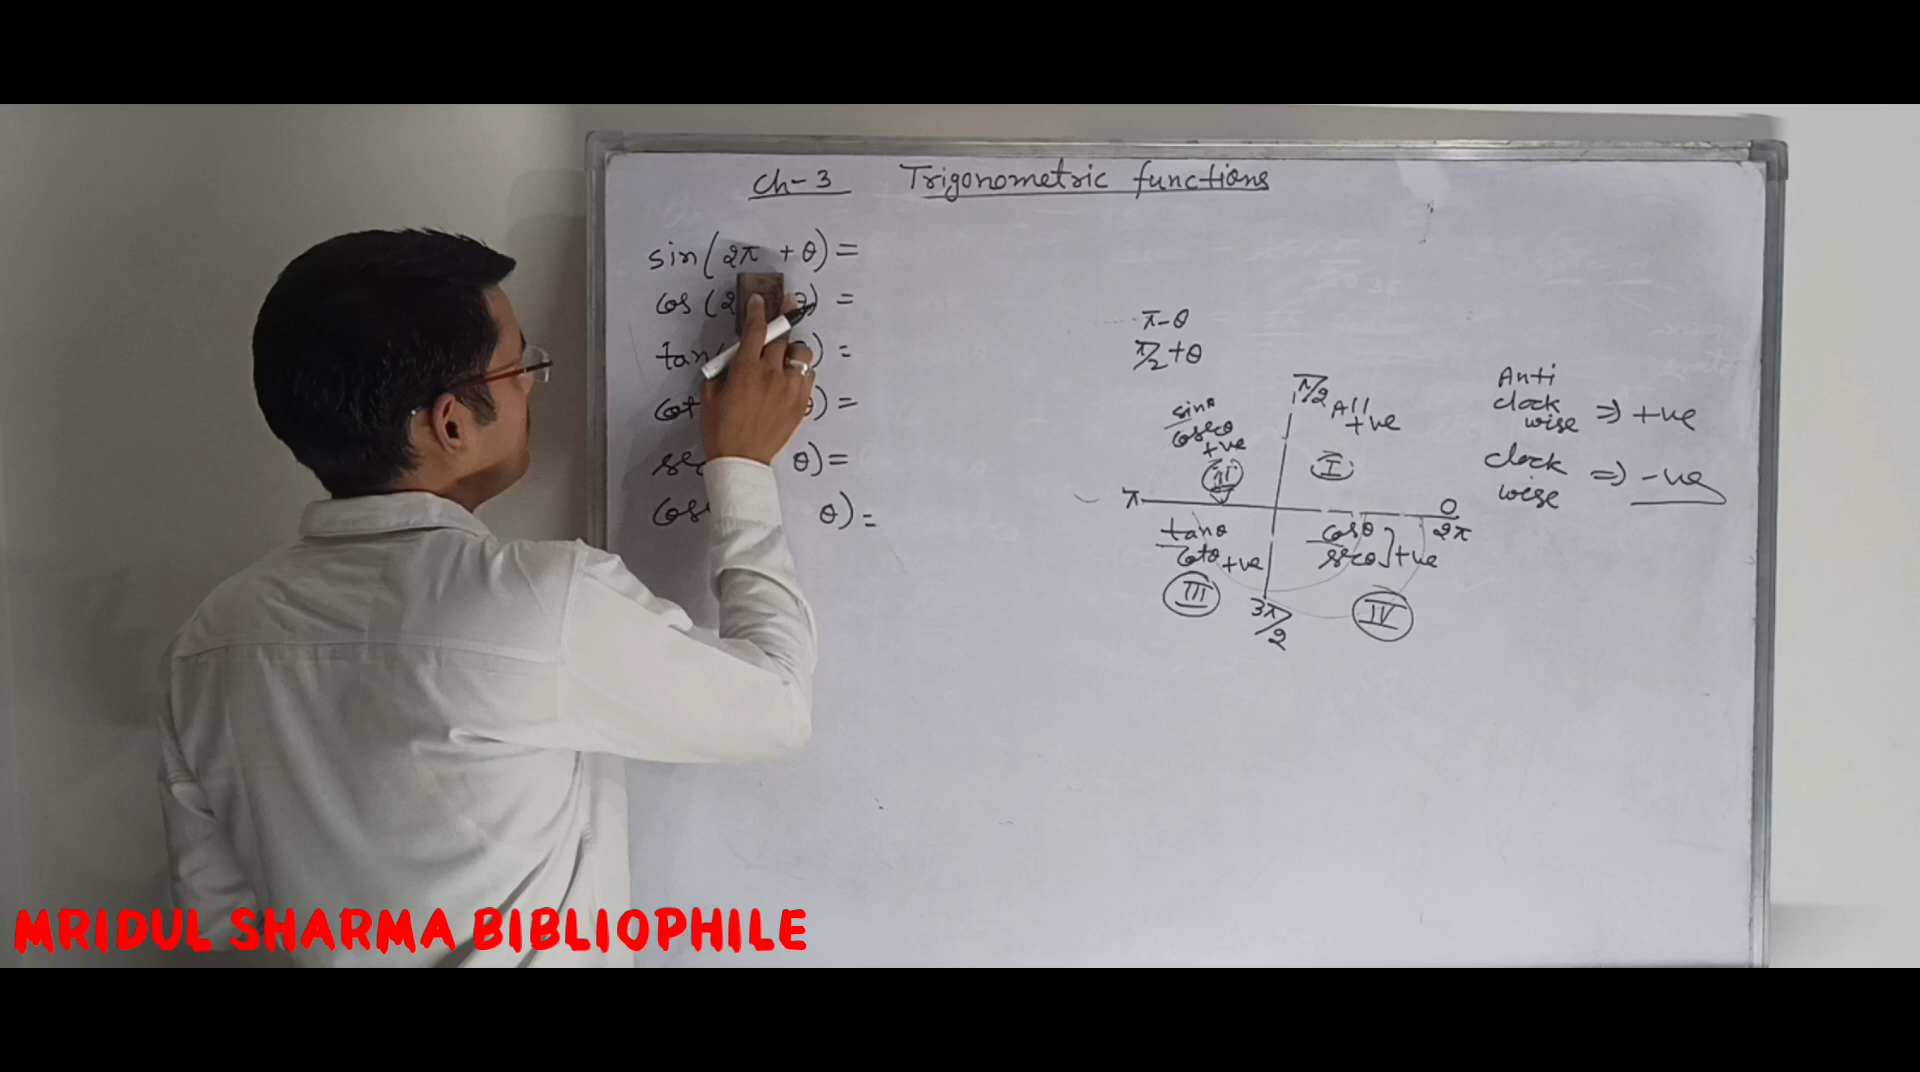 Ch-3 Trigonometric functions
sin(2π + θ) =
cos (2 ) =
tan( ) =
cot θ) =
sec θ) =
θ) =
π-θ
π/2 + θ
π/2
All
+ve
sinθ
cosecθ
+ve
II
I
π
0
2π
tanθ
cotθ +ve
III
cosθ
secθ +ve
IV
3π/2
Anti
clock
wise ⇒ +ve
clock
wise ⇒ -ve
MRIDUL SHARMA BIBLIOPHILE